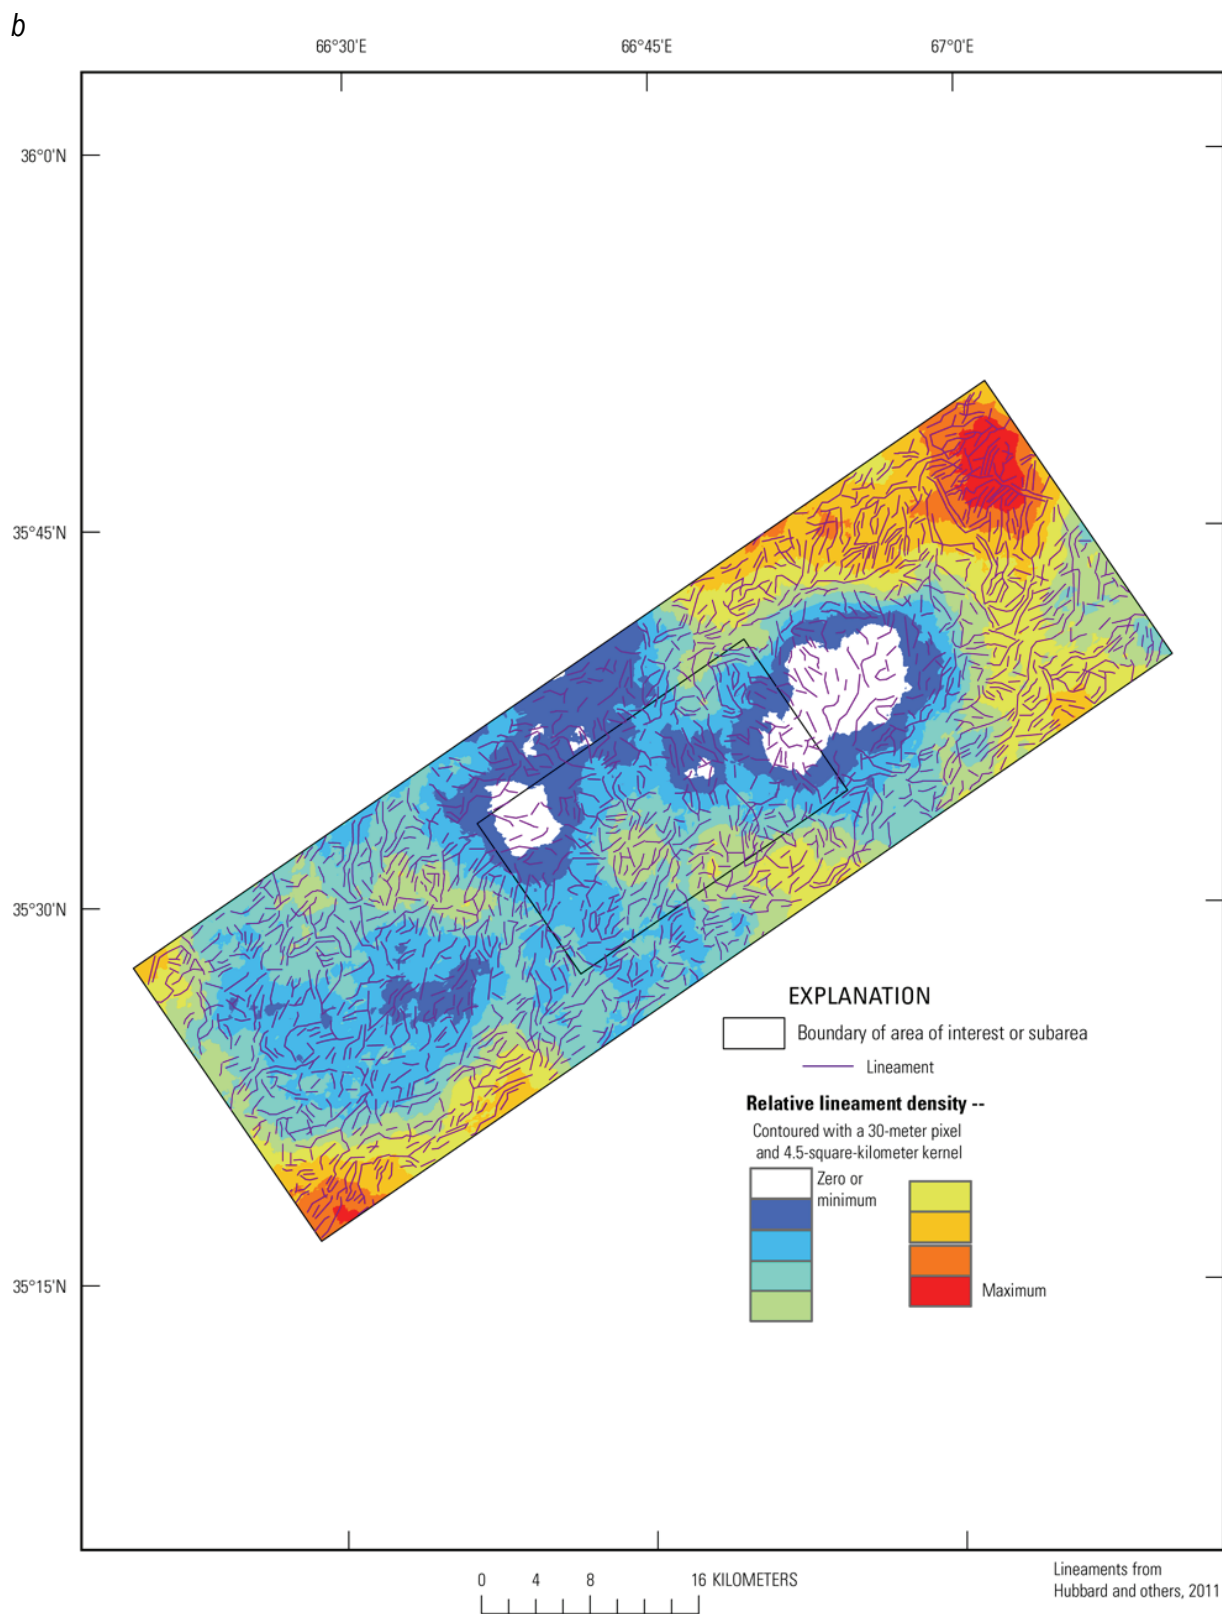 b
66°30'E
66°45'E
67°0'E
36°0'N
35°45'N
35°30'N
35°15'N
EXPLANATION
Boundary of area of interest or subarea
Lineament
Relative lineament density --
Contoured with a 30-meter pixel
and 4.5-square-kilometer kernel
Zero or
minimum
Maximum
0 4 8 16 KILOMETERS
Lineaments from
Hubbard and others, 2011